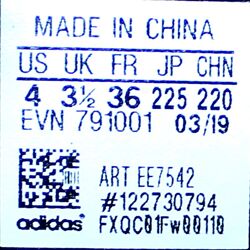 MADE IN CHINA
US UK FR JP CHN
4 3½ 36 225 220
EVN 791001 03/19
ART EE7542
#122730794
adidas FXQC01Fw00110